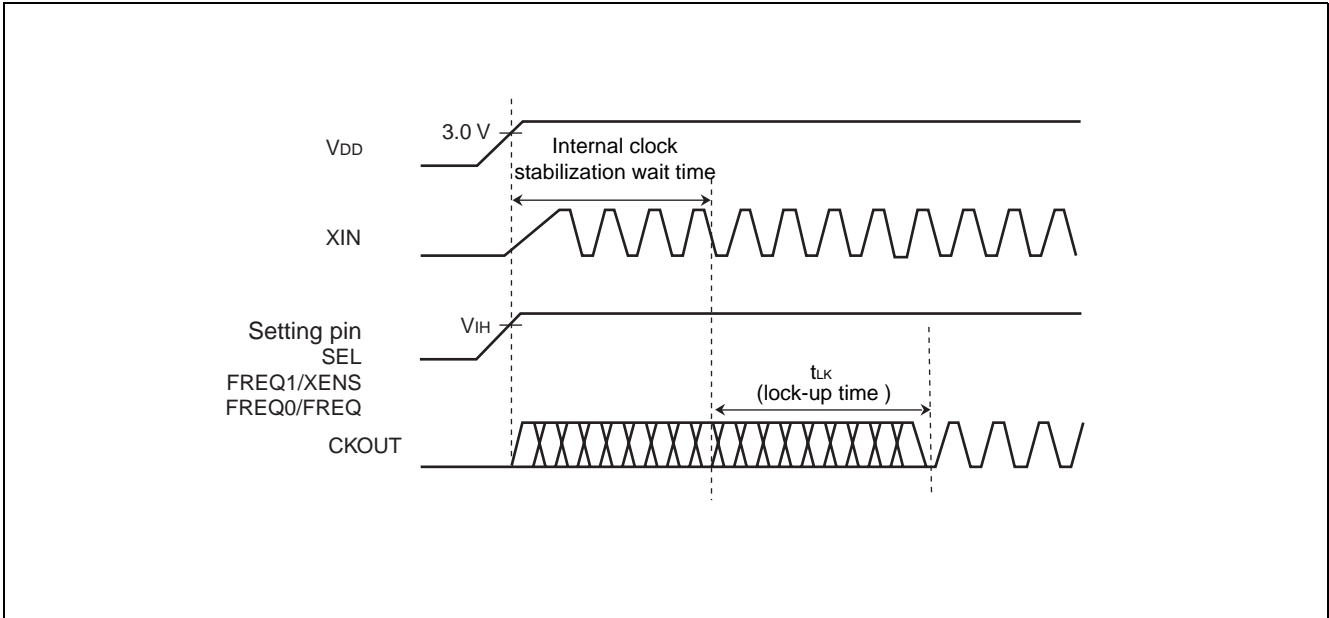 3.0 V
VDD
Internal clock
stabilization wait time
XIN
VIH
Setting pin
SEL
FREQ1/XENS
FREQ0/FREQ
tLK
(lock-up time )
CKOUT